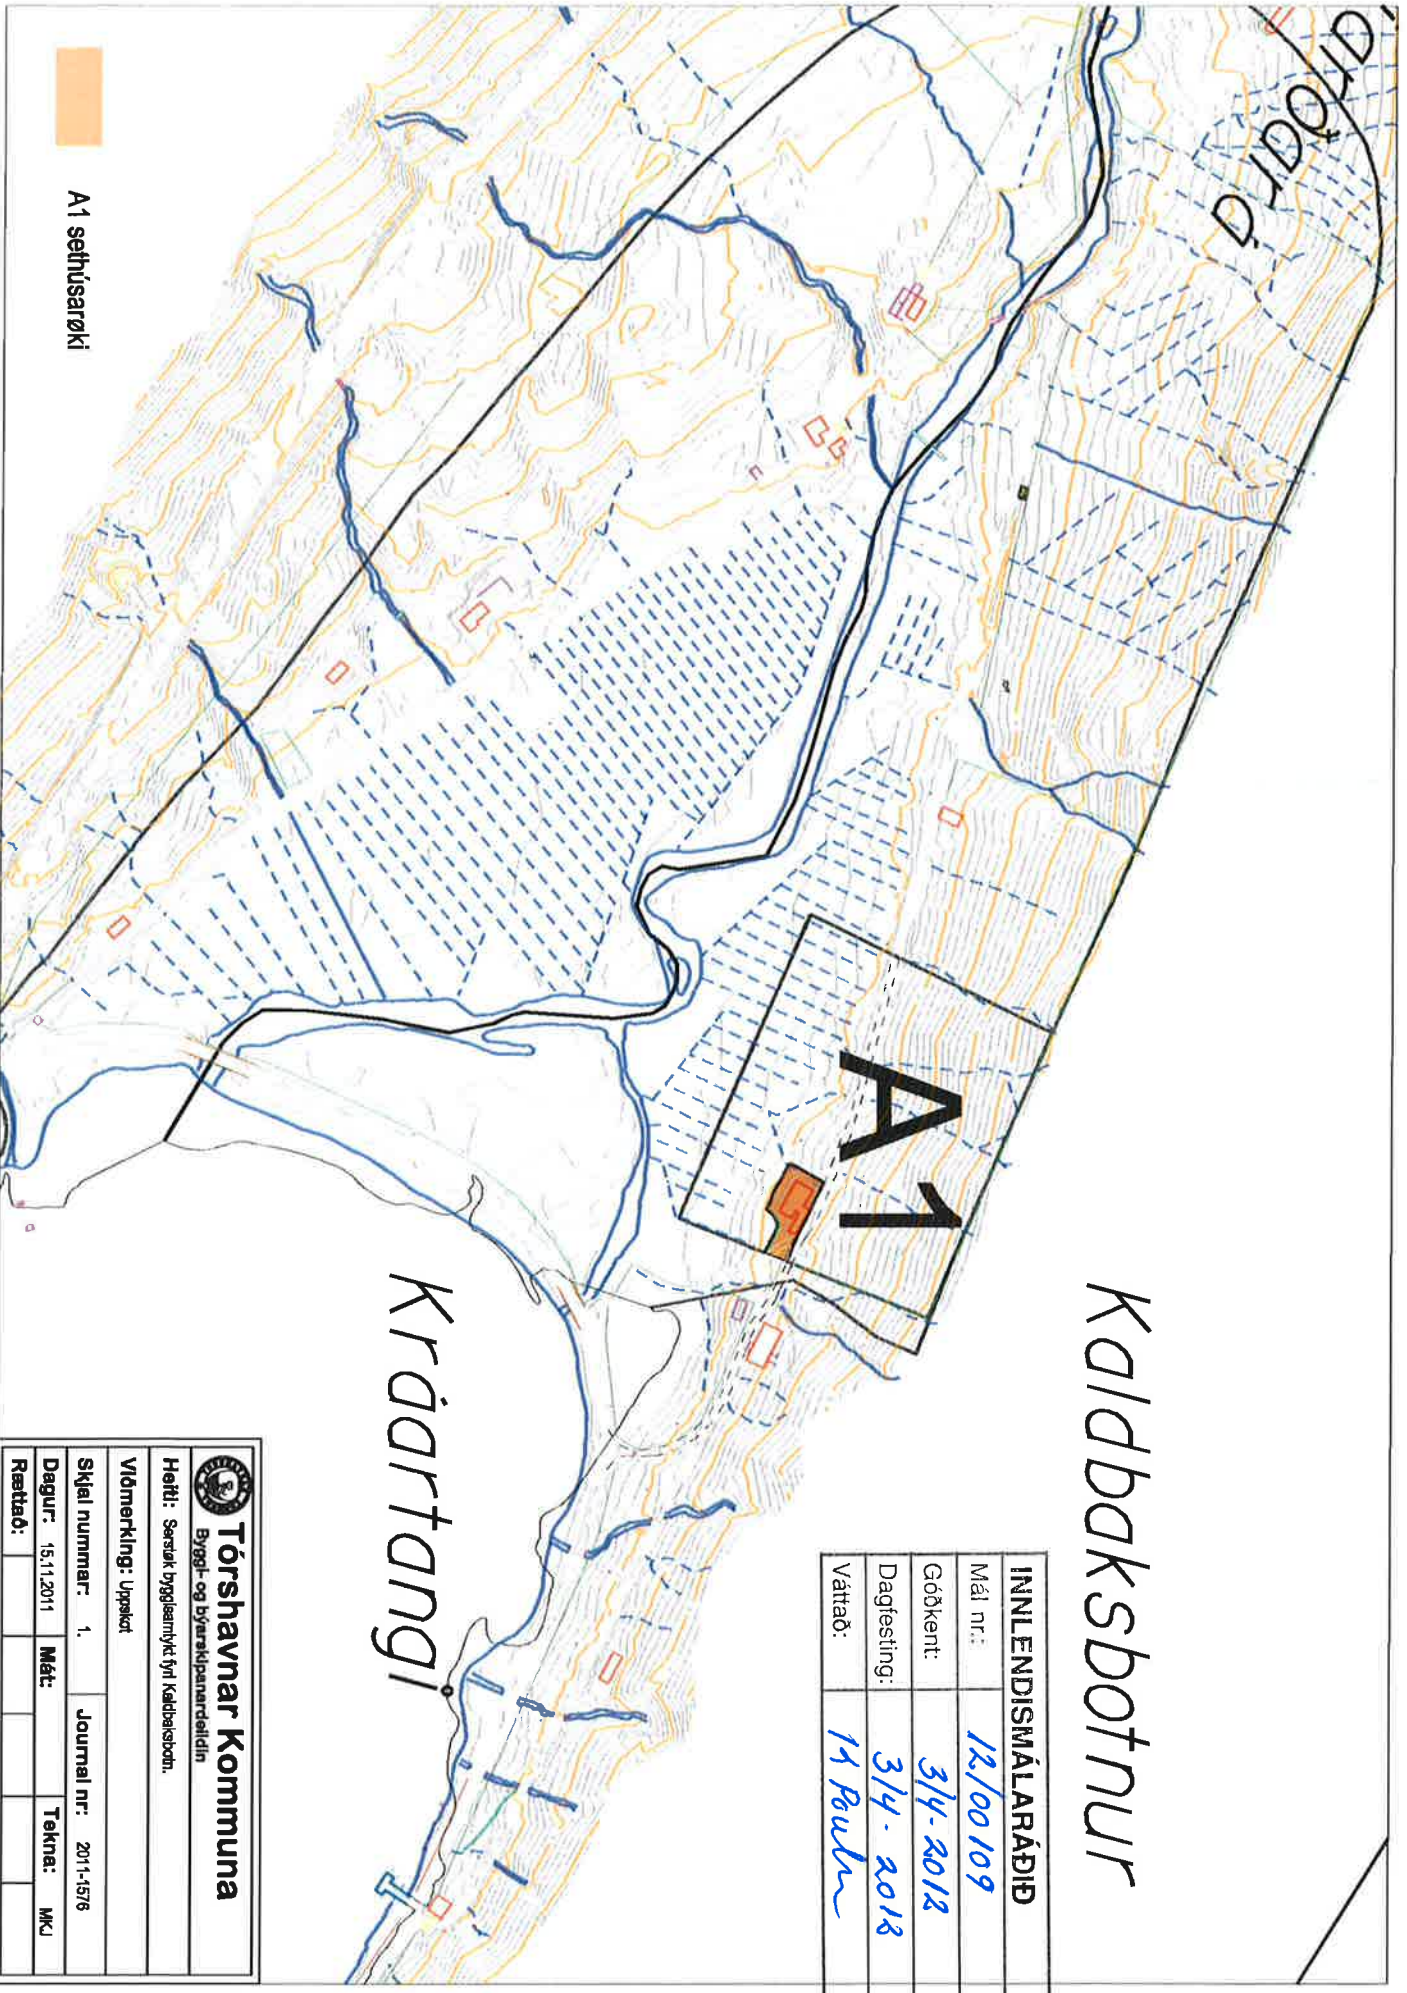 Kaldbaksbotnur
INNLENDISMÁLARÁÐIÐ
Mál nr.: 12/00109
Góðkent: 3/4-2012
Dagfesting: 3/4-2012
Váttað:
A1
Kráartangi
A1 sethúsarøki
Tórshavnar Kommuna
Byggi- og býarskipanardeildin
Heiti: Serstøk byggisamtykt fyri Kaldbaksbotn.
Viðmerking: Uppskot
Skjal nummar: 1. Journal nr: 2011-1576
Dagur: 15.11.2011 Mát: Tekna: MKJ
Rættað: